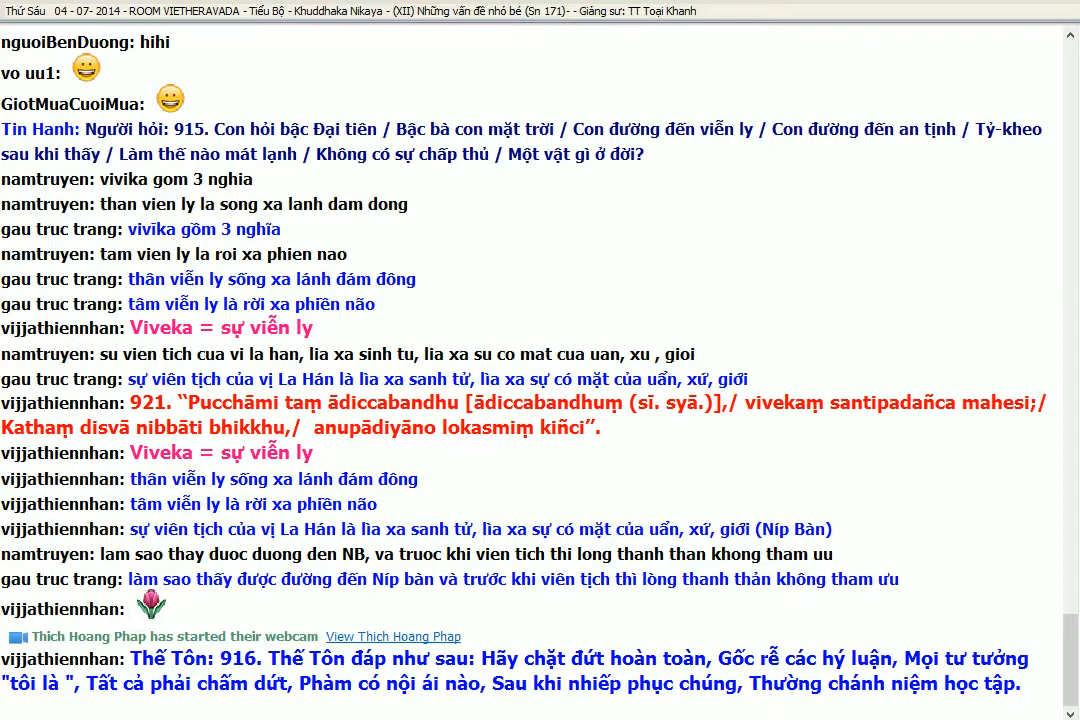 Thứ Sáu 04 - 07- 2014 - ROOM VIETHERAVADA - Tiểu Bộ - Khuddhaka Nikaya - (XII) Những vấn đề nhỏ bé (Sn 171)- - Giảng sư: TT Toại Khanh
nguoiBenDuong: hihi
vo uu1:
GiotMuaCuoiMua:
Tin Hanh: Người hỏi: 915. Con hỏi bậc Đại tiên / Bậc bà con mặt trời / Con đường đến viễn ly / Con đường đến an tịnh / Tỷ-kheo
sau khi thấy / Làm thế nào mát lạnh / Không có sự chấp thủ / Một vật gì ở đời?
namtruyen: vivika gom 3 nghia
namtruyen: than vien ly la song xa lanh dam dong
gau truc trang: vivīka gồm 3 nghĩa
namtruyen: tam vien ly la roi xa phien nao
gau truc trang: thân viễn ly sống xa lánh đám đông
gau truc trang: tâm viễn ly là rời xa phiền não
vijjathiennhan: Viveka = sự viễn ly
namtruyen: su vien tich cua vi la han, lia xa sinh tu, lia xa su co mat cua uan, xu , gioi
gau truc trang: sự viên tịch của vị La Hán là lìa xa sanh tử, lìa xa sự có mặt của uẩn, xứ, giới
vijjathiennhan: 921. "Pucchāmi taṃ ādiccabandhu [ādiccabandhuṃ (sī. syā.)],/ vivekaṃ santipadañca mahesi;/
Kathaṃ disvā nibbāti bhikkhu,/ anupādiyāno lokasmiṃ kiñci".
vijjathiennhan: Viveka = sự viễn ly
vijjathiennhan: thân viễn ly sống xa lánh đám đông
vijjathiennhan: tâm viễn ly là rời xa phiền não
vijjathiennhan: sự viên tịch của vị La Hán là lìa xa sanh tử, lìa xa sự có mặt của uẩn, xứ, giới (Níp Bàn)
namtruyen: lam sao thay duoc duong den NB, va truoc khi vien tich thi long thanh than khong tham uu
gau truc trang: làm sao thấy được đường đến Níp bàn và trước khi viên tịch thì lòng thanh thản không tham ưu
vijjathiennhan:
Thich Hoang Phap has started their webcam View Thich Hoang Phap
vijjathiennhan: Thế Tôn: 916. Thế Tôn đáp như sau: Hãy chặt đứt hoàn toàn, Gốc rễ các hý luận, Mọi tư tưởng
"tôi là ", Tất cả phải chấm dứt, Phàm có nội ái nào, Sau khi nhiếp phục chúng, Thường chánh niệm học tập.